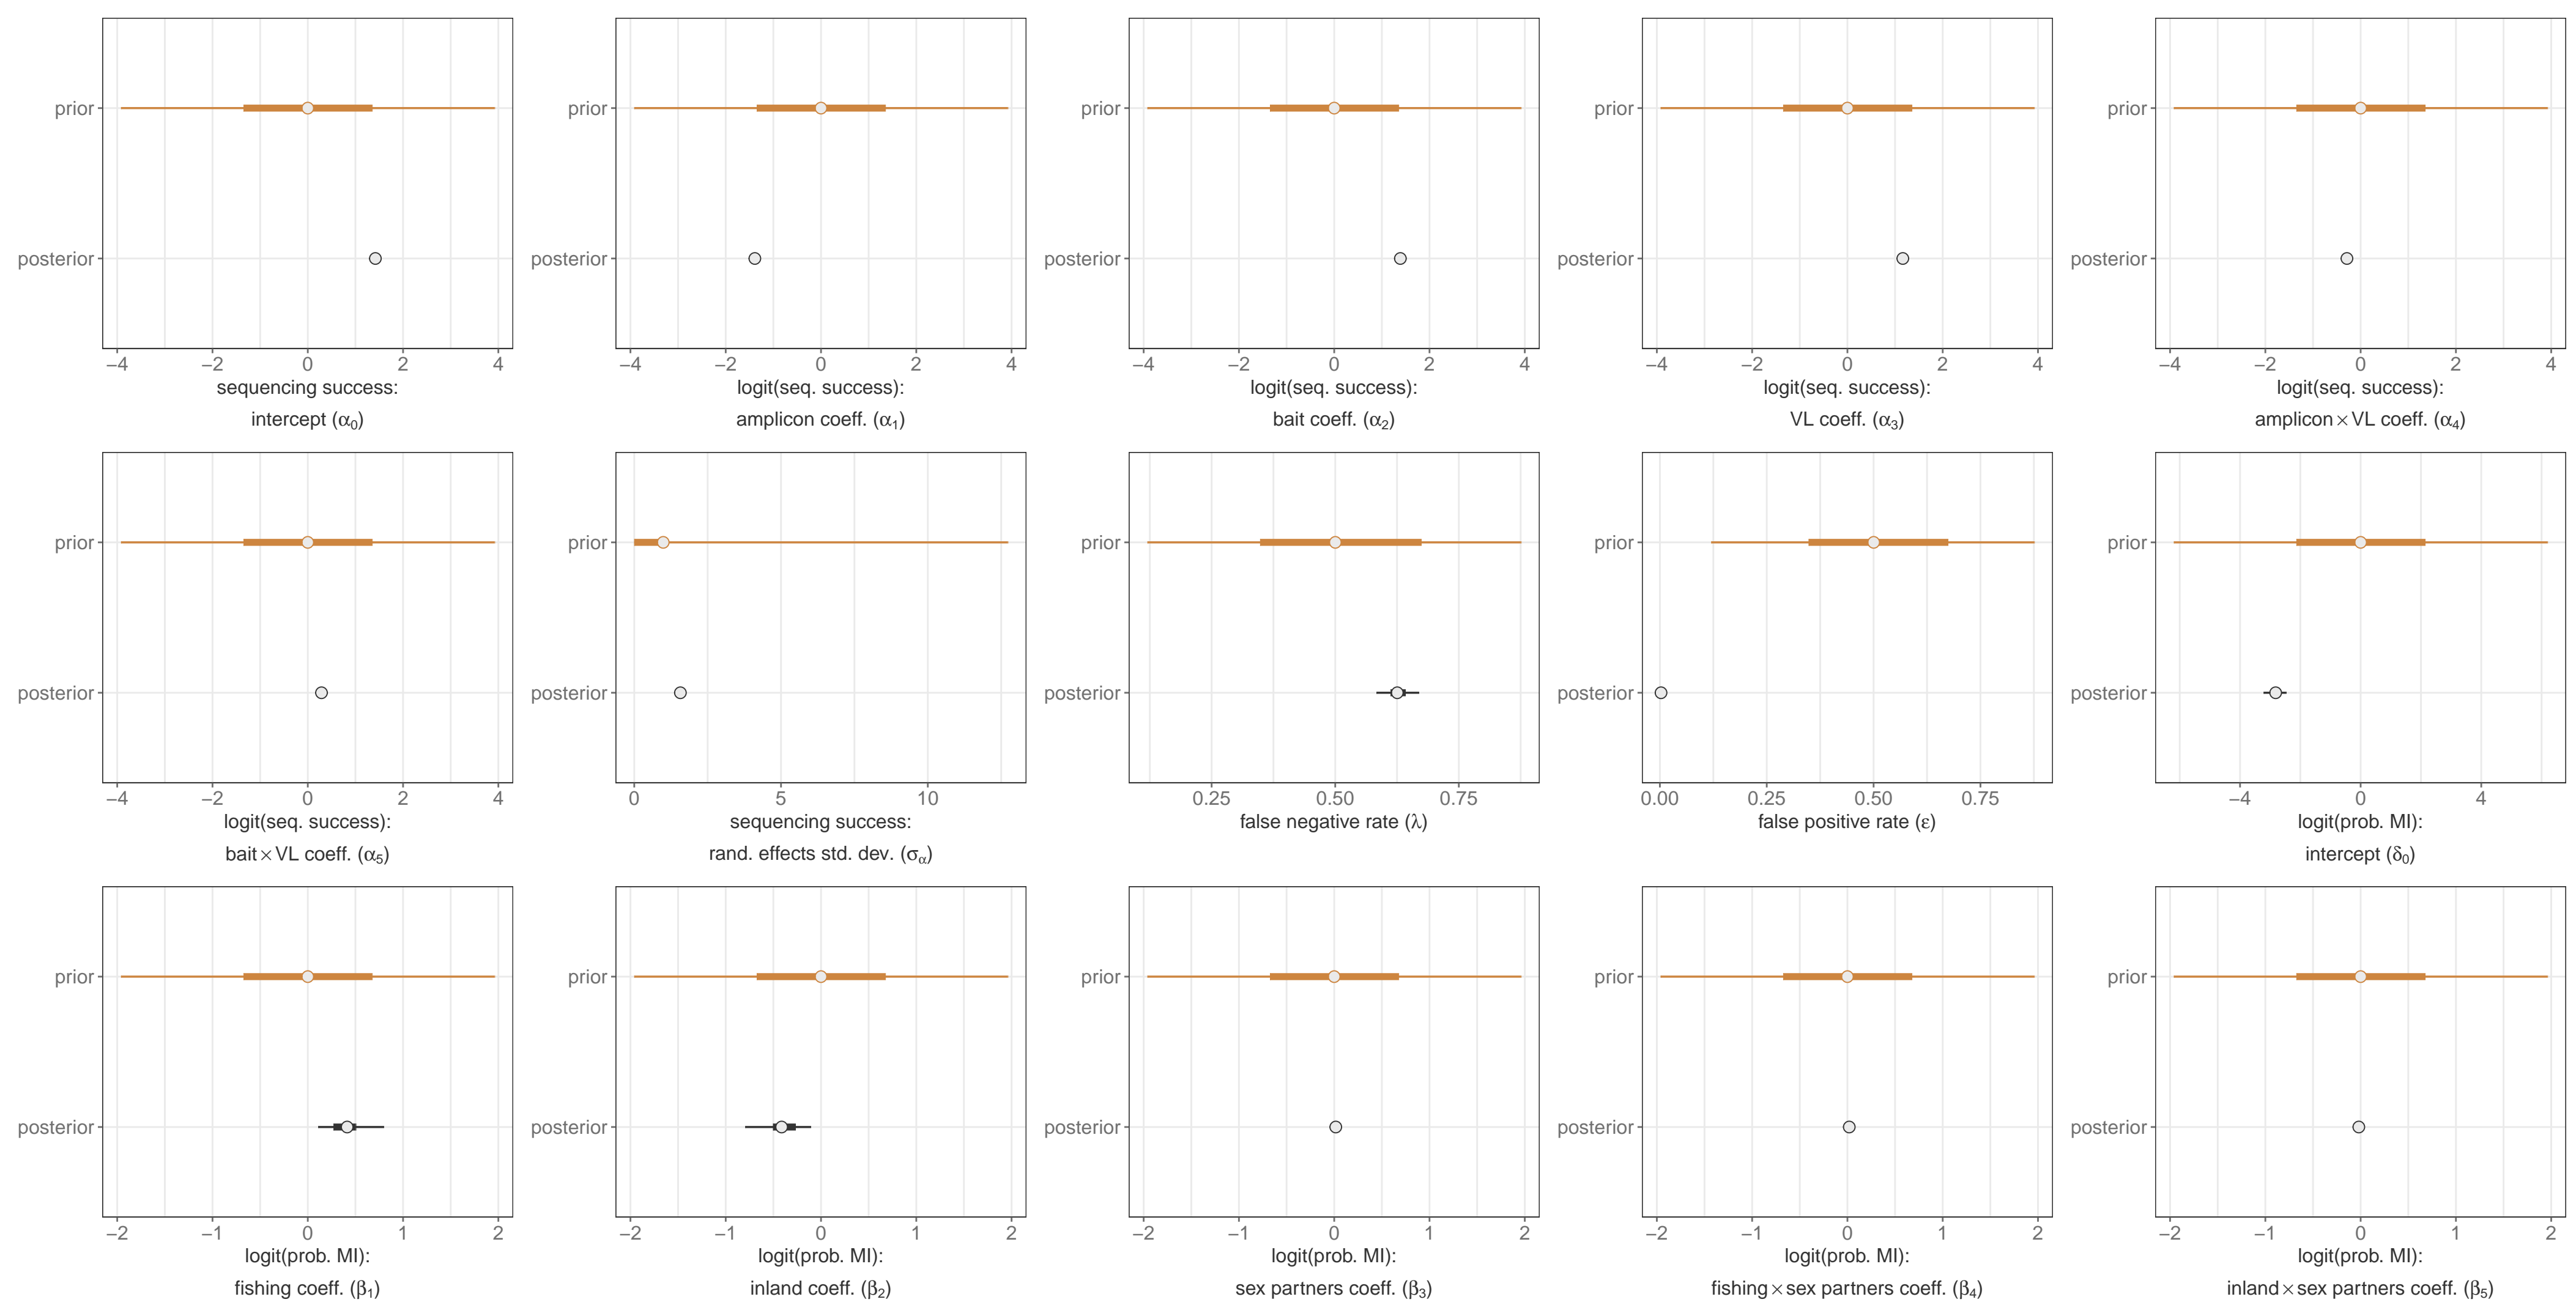 prior
posterior
−4 −2 0 2 4
sequencing success:
intercept (α₀)
prior
posterior
−4 −2 0 2 4
logit(seq. success):
amplicon coeff. (α₁)
prior
posterior
−4 −2 0 2 4
logit(seq. success):
bait coeff. (α₂)
prior
posterior
−4 −2 0 2 4
logit(seq. success):
VL coeff. (α₃)
prior
posterior
−4 −2 0 2 4
logit(seq. success):
amplicon × VL coeff. (α₄)
prior
posterior
−4 −2 0 2 4
logit(seq. success):
bait × VL coeff. (α₅)
prior
posterior
0 5 10
sequencing success:
rand. effects std. dev. (σα)
prior
posterior
0.25 0.50 0.75
false negative rate (λ)
prior
posterior
0.00 0.25 0.50 0.75
false positive rate (ε)
prior
posterior
−4 0 4
logit(prob. MI):
intercept (δ₀)
prior
posterior
−2 −1 0 1 2
logit(prob. MI):
fishing coeff. (β₁)
prior
posterior
−2 −1 0 1 2
logit(prob. MI):
inland coeff. (β₂)
prior
posterior
−2 −1 0 1 2
logit(prob. MI):
sex partners coeff. (β₃)
prior
posterior
−2 −1 0 1 2
logit(prob. MI):
fishing × sex partners coeff. (β₄)
prior
posterior
−2 −1 0 1 2
logit(prob. MI):
inland × sex partners coeff. (β₅)